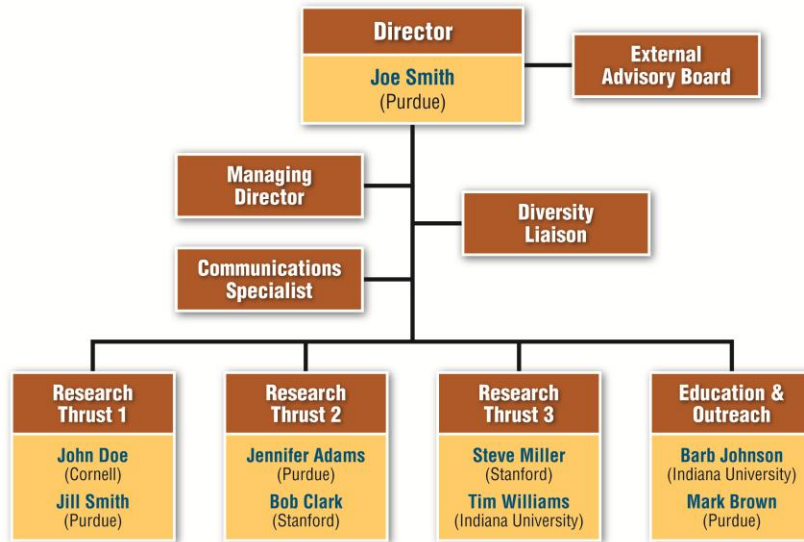 Director
Joe Smith
(Purdue)
External
Advisory Board
Managing
Director
Diversity
Liaison
Communications
Specialist
Research
Thrust 1
John Doe
(Cornell)
Jill Smith
(Purdue)
Research
Thrust 2
Jennifer Adams
(Purdue)
Bob Clark
(Stanford)
Research
Thrust 3
Steve Miller
(Stanford)
Tim Williams
(Indiana University)
Education &
Outreach
Barb Johnson
(Indiana University)
Mark Brown
(Purdue)